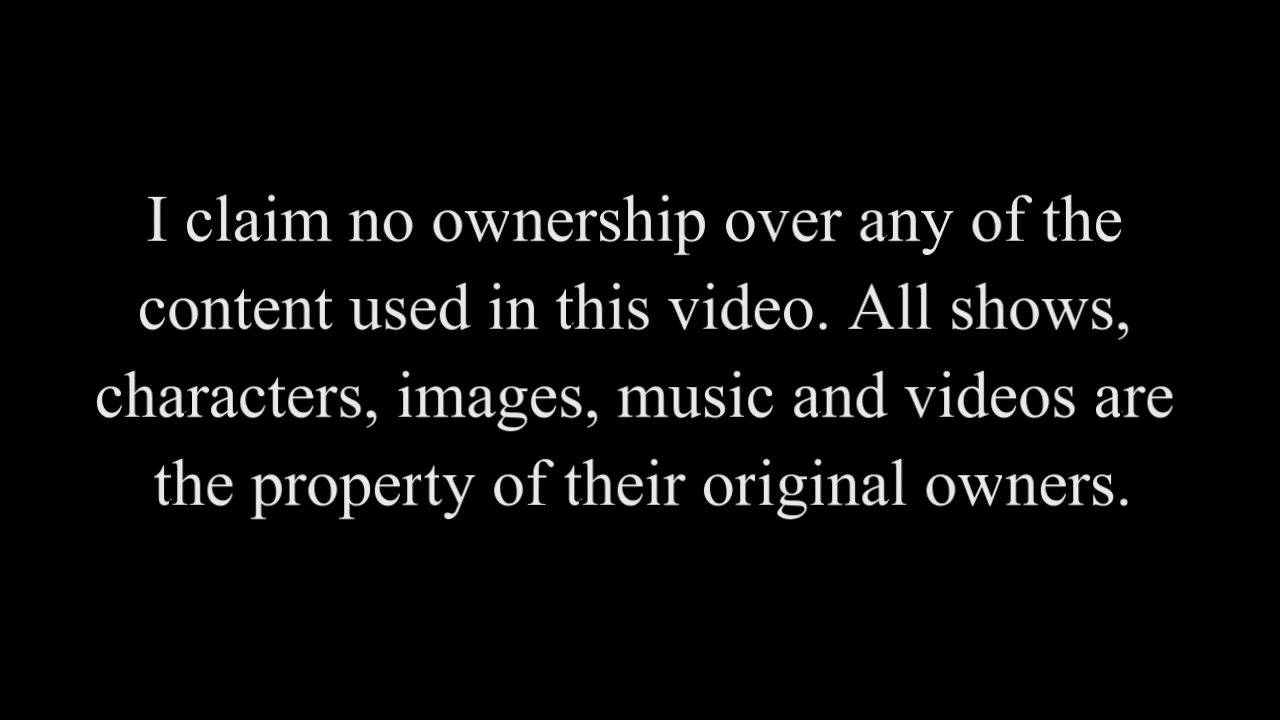 I claim no ownership over any of the
content used in this video. All shows,
characters, images, music and videos are
the property of their original owners.